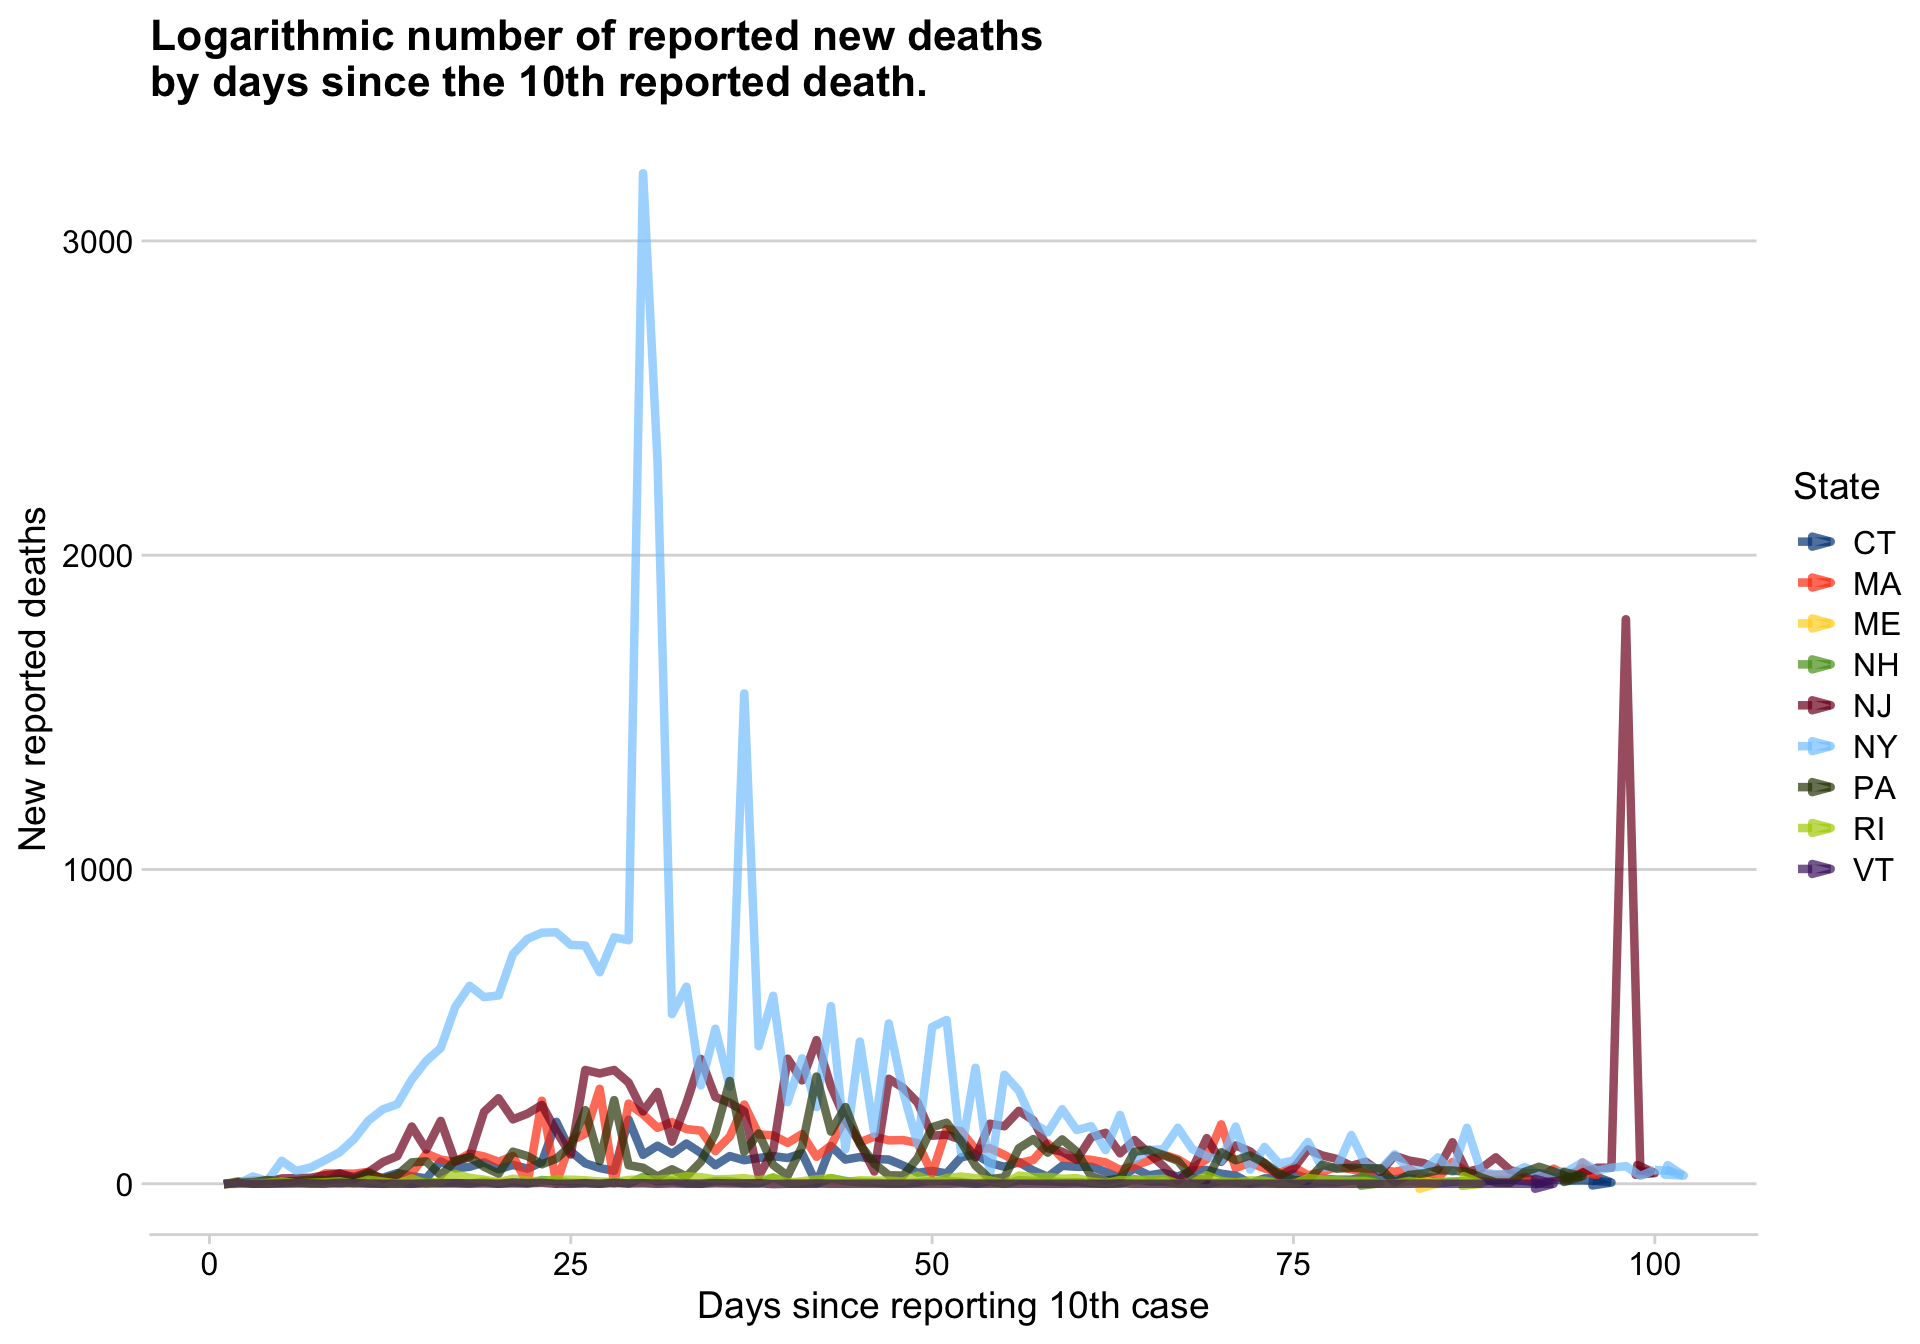 Logarithmic number of reported new deaths
by days since the 10th reported death.
3000
2000
1000
0
New reported deaths
0 25 50 75 100
Days since reporting 10th case
State
CT
MA
ME
NH
NJ
NY
PA
RI
VT